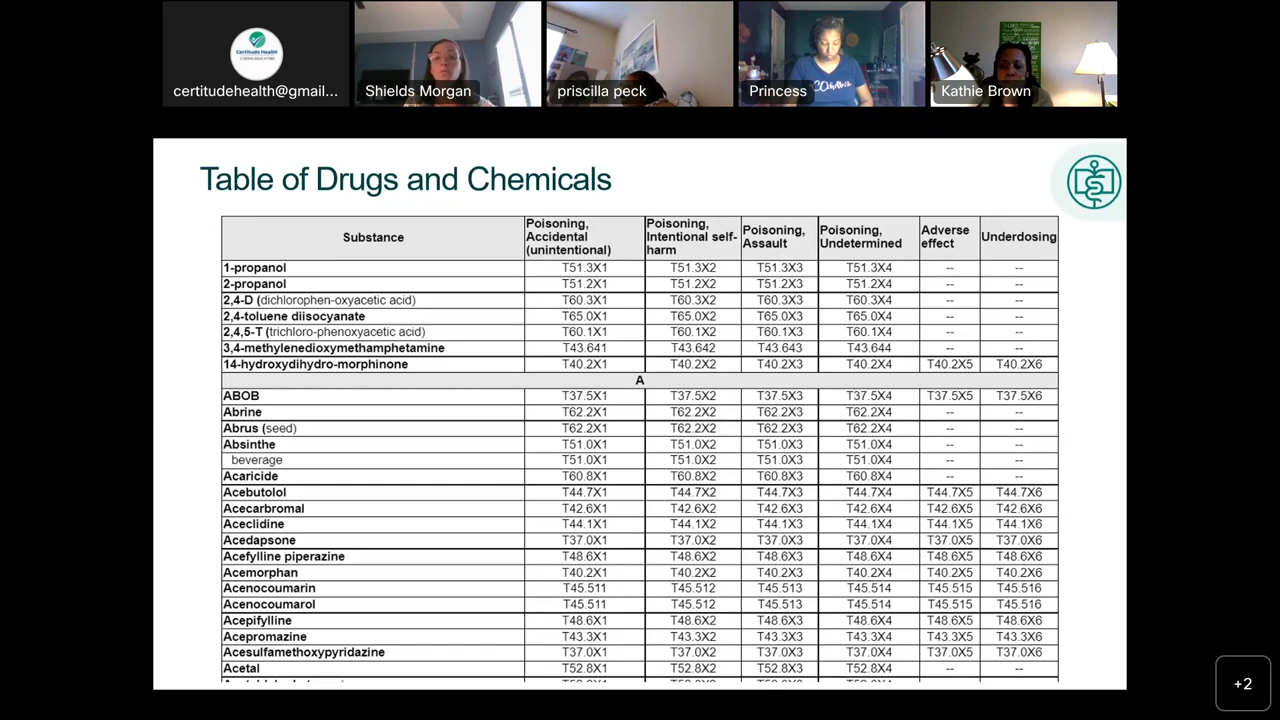 Certitude Health
certitudehealth@gmail...
Shields Morgan
priscilla peck
Princess
Kathie Brown
Table of Drugs and Chemicals
Substance Poisoning, Accidental (unintentional) Poisoning, Intentional self-harm Poisoning, Assault Poisoning, Undetermined Adverse effect Underdosing
1-propanol T51.3X1 T51.3X2 T51.3X3 T51.3X4 -- --
2-propanol T51.2X1 T51.2X2 T51.2X3 T51.2X4 -- --
2,4-D (dichlorophen-oxyacetic acid) T60.3X1 T60.3X2 T60.3X3 T60.3X4 -- --
2,4-toluene diisocyanate T65.0X1 T65.0X2 T65.0X3 T65.0X4 -- --
2,4,5-T (trichloro-phenoxyacetic acid) T60.1X1 T60.1X2 T60.1X3 T60.1X4 -- --
3,4-methylenedioxymethamphetamine T43.641 T43.642 T43.643 T43.644 -- --
14-hydroxydihydro-morphinone T40.2X1 T40.2X2 T40.2X3 T40.2X4 T40.2X5 T40.2X6
A
ABOB T37.5X1 T37.5X2 T37.5X3 T37.5X4 T37.5X5 T37.5X6
Abrine T62.2X1 T62.2X2 T62.2X3 T62.2X4 -- --
Abrus (seed) T62.2X1 T62.2X2 T62.2X3 T62.2X4 -- --
Absinthe T51.0X1 T51.0X2 T51.0X3 T51.0X4 -- --
beverage T51.0X1 T51.0X2 T51.0X3 T51.0X4 -- --
Acaricide T60.8X1 T60.8X2 T60.8X3 T60.8X4 -- --
Acebutolol T44.7X1 T44.7X2 T44.7X3 T44.7X4 T44.7X5 T44.7X6
Acecarbromal T42.6X1 T42.6X2 T42.6X3 T42.6X4 T42.6X5 T42.6X6
Aceclidine T44.1X1 T44.1X2 T44.1X3 T44.1X4 T44.1X5 T44.1X6
Acedapsone T37.0X1 T37.0X2 T37.0X3 T37.0X4 T37.0X5 T37.0X6
Acefylline piperazine T48.6X1 T48.6X2 T48.6X3 T48.6X4 T48.6X5 T48.6X6
Acemorphan T40.2X1 T40.2X2 T40.2X3 T40.2X4 T40.2X5 T40.2X6
Acenocoumarin T45.511 T45.512 T45.513 T45.514 T45.515 T45.516
Acenocoumarol T45.511 T45.512 T45.513 T45.514 T45.515 T45.516
Acepifylline T48.6X1 T48.6X2 T48.6X3 T48.6X4 T48.6X5 T48.6X6
Acepromazine T43.3X1 T43.3X2 T43.3X3 T43.3X4 T43.3X5 T43.3X6
Acesulfamethoxypyridazine T37.0X1 T37.0X2 T37.0X3 T37.0X4 T37.0X5 T37.0X6
Acetal T52.8X1 T52.8X2 T52.8X3 T52.8X4 -- --
+2